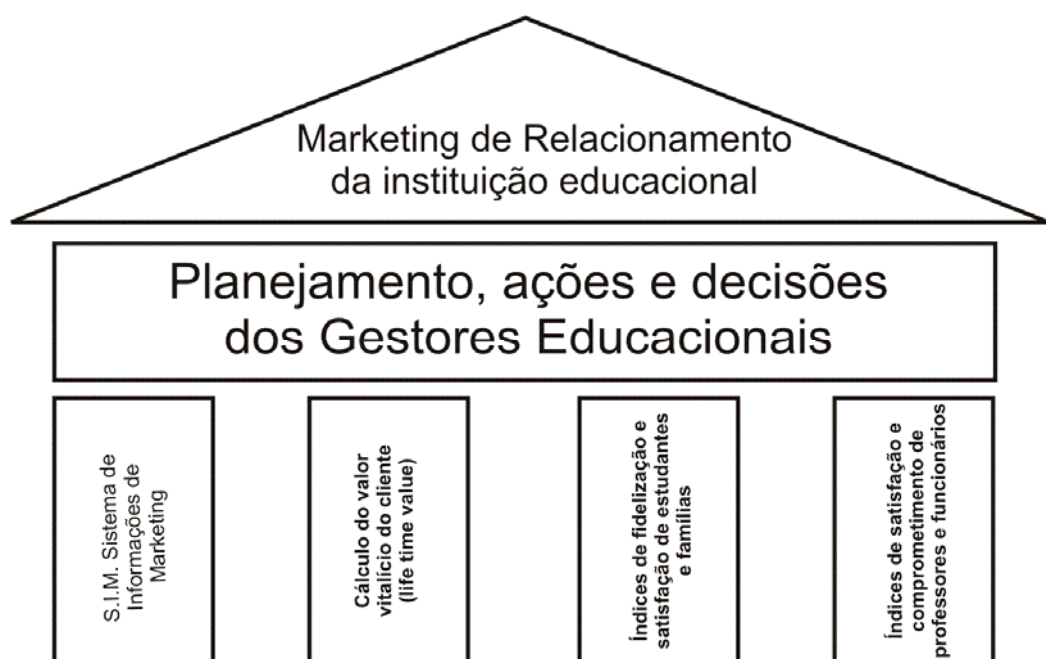 Marketing de Relacionamento
da instituição educacional
Planejamento, ações e decisões
dos Gestores Educacionais
S.I.M. Sistema de
Informações de
Marketing
Cálculo do valor
vitalício do cliente
(life time value)
Índices de fidelização e
satisfação de estudantes
e famílias
Índices de satisfação e
comprometimento de
professores e funcionários